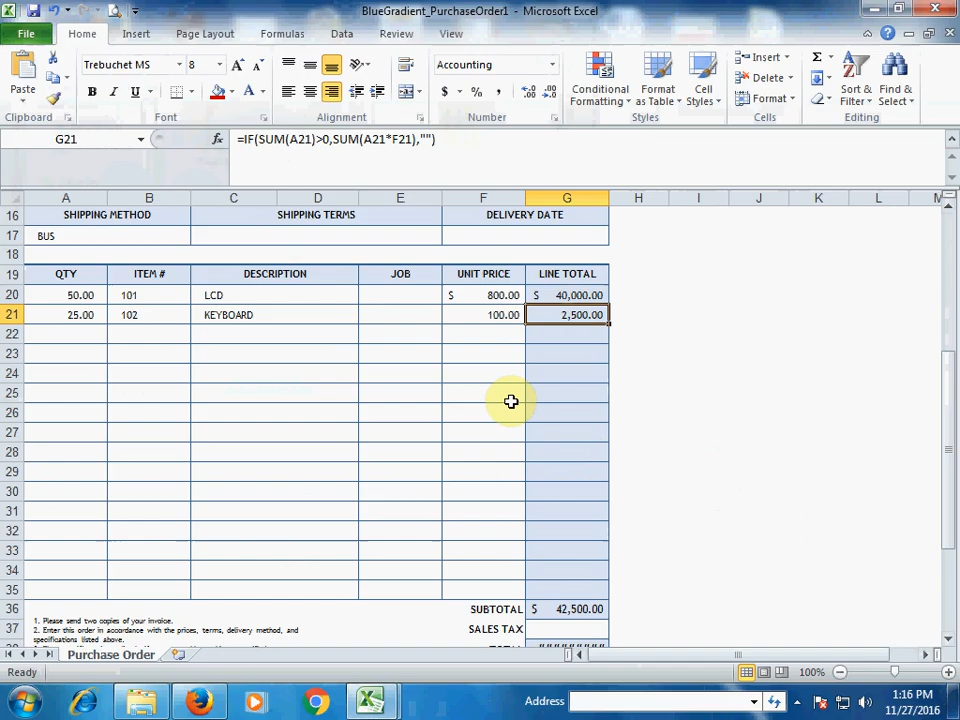 BlueGradient_PurchaseOrder1 - Microsoft Excel
File Home Insert Page Layout Formulas Data Review View
Paste
Trebuchet MS 8
B I U A
Accounting
$ % ,
Conditional Formatting
Format as Table
Cell Styles
Insert
Delete
Format
Σ
Sort & Filter
Find & Select
Clipboard Font Alignment Number Styles Cells Editing
G21 fx =IF(SUM(A21)>0,SUM(A21*F21),"")
A B C D E F G H I J K L M
16 SHIPPING METHOD SHIPPING TERMS DELIVERY DATE
17 BUS
18
19 QTY ITEM # DESCRIPTION JOB UNIT PRICE LINE TOTAL
20 50.00 101 LCD $ 800.00 $ 40,000.00
21 25.00 102 KEYBOARD 100.00 2,500.00
22
23
24
25
26
27
28
29
30
31
32
33
34
35
36 SUBTOTAL $ 42,500.00
1. Please send two copies of your invoice.
37 SALES TAX
2. Enter this order in accordance with the prices, terms, delivery method, and
specifications listed above.
Purchase Order
Ready 100%
Address
1:16 PM
11/27/2016